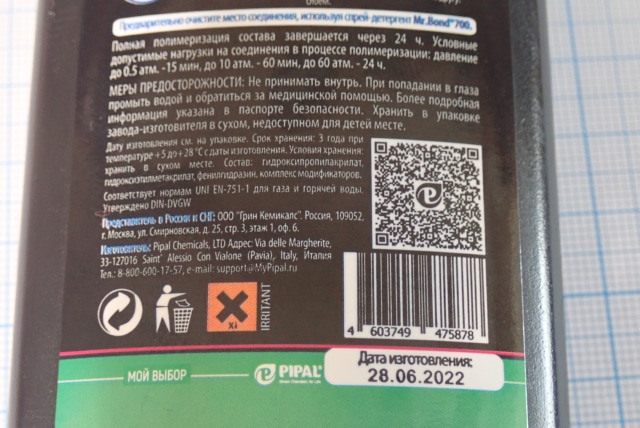 Предварительно очистите место соединения, используя спрей-детергент Mr.Bond®700.
Полная полимеризация состава завершается через 24 ч. Условные
допустимые нагрузки на соединения в процессе полимеризации: давление
до 0.5 атм. -15 мин, до 10 атм. - 60 мин, до 60 атм. - 24 ч.
МЕРЫ ПРЕДОСТОРОЖНОСТИ: Не принимать внутрь. При попадании в глаза
промыть водой и обратиться за медицинской помощью. Более подробная
информация указана в паспорте безопасности. Хранить в упаковке
завода-изготовителя в сухом, недоступном для детей месте.
Дату изготовления см. на упаковке. Срок хранения: 3 года при
температуре +5 до +28 °С с даты изготовления. Условия хранения:
хранить в сухом месте. Состав: гидроксипропилакрилат,
гидроксиэтилметакрилат, фенилгидразин, комплекс модификаторов.
Соответствует нормам UNI EN-751-1 для газа и горячей воды.
Утверждено DIN-DVGW
Представитель в России и СНГ: ООО "Грин Кемикалс". Россия, 109052,
г. Москва, ул. Смирновская, д. 25, стр. 3, этаж 1, оф. 6.
Изготовитель: Pipal Chemicals, LTD Адрес: Via delle Margherite,
33-127016 Saint' Alessio Con Vialone (Pavia), Italy, Италия
Тел.: 8-800-600-17-57, e-mail: support@MyPipal.ru
Xi
IRRITANT
4 603749 475878
МОЙ ВЫБОР
PIPAL®
Green Chemicals for Life
Дата изготовления:
28.06.2022